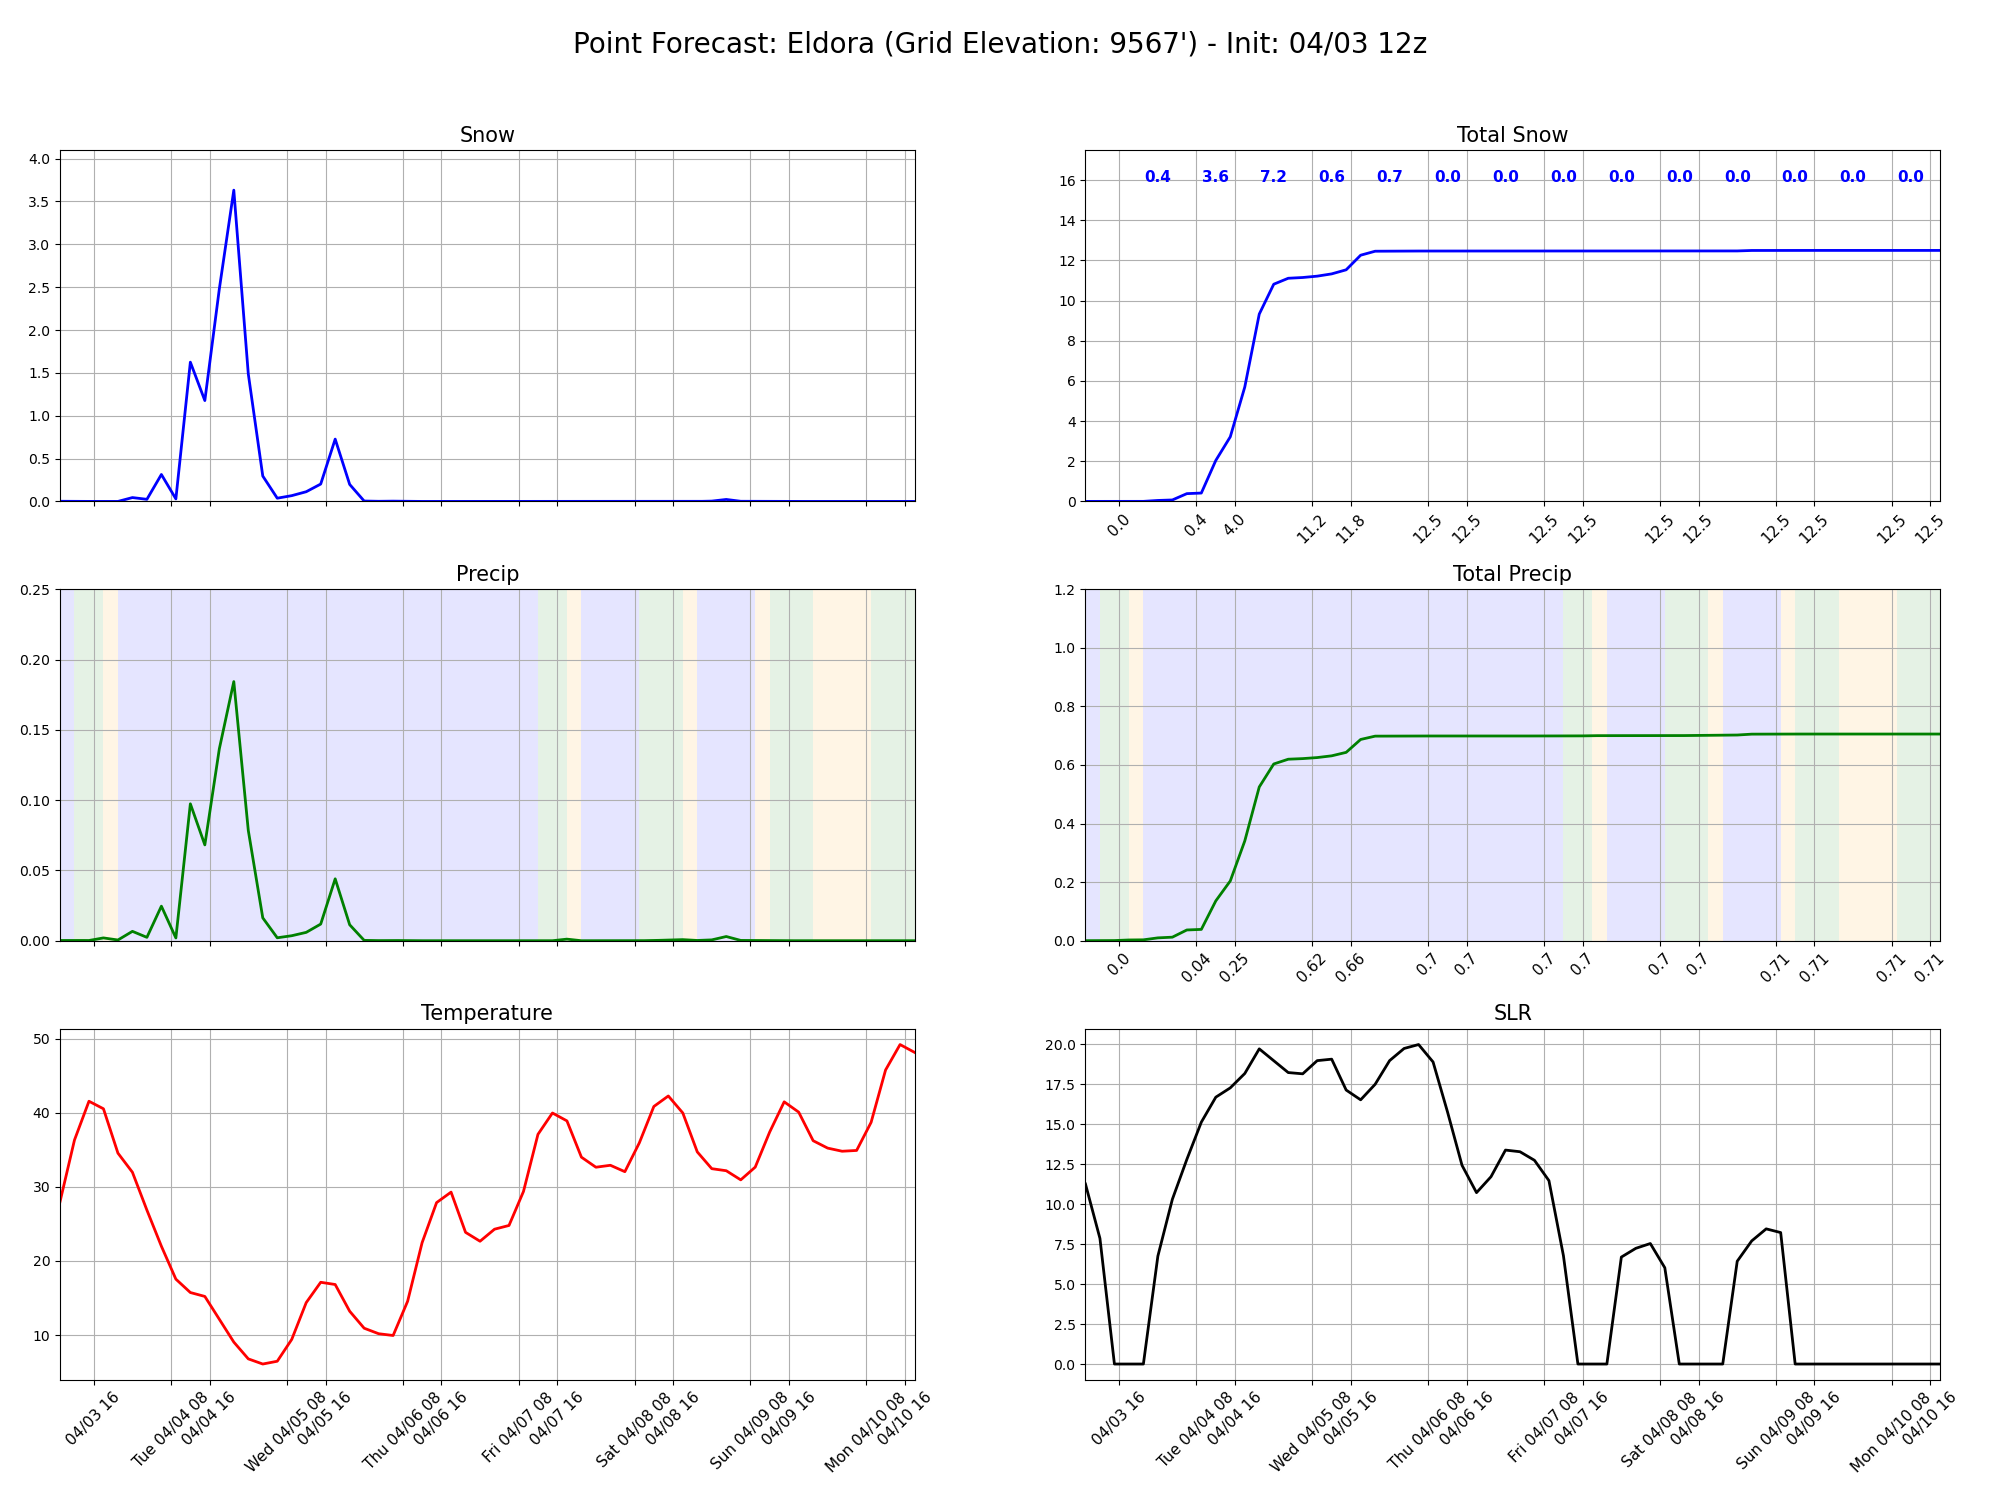 Point Forecast: Eldora (Grid Elevation: 9567') - Init: 04/03 12z
Snow
4.0
3.5
3.0
2.5
2.0
1.5
1.0
0.5
0.0
Total Snow
0.4 3.6 7.2 0.6 0.7 0.0 0.0 0.0 0.0 0.0 0.0 0.0 0.0 0.0
16
14
12
10
8
6
4
2
0
0.0 0.4 4.0 11.2 11.8 12.5 12.5 12.5 12.5 12.5 12.5 12.5 12.5 12.5 12.5
Precip
0.25
0.20
0.15
0.10
0.05
0.00
Total Precip
1.2
1.0
0.8
0.6
0.4
0.2
0.0
0.0 0.04 0.25 0.62 0.66 0.7 0.7 0.7 0.7 0.7 0.7 0.71 0.71 0.71 0.71
Temperature
50
40
30
20
10
04/03 16
Tue 04/04 08
04/04 16
Wed 04/05 08
04/05 16
Thu 04/06 08
04/06 16
Fri 04/07 08
04/07 16
Sat 04/08 08
04/08 16
Sun 04/09 08
04/09 16
Mon 04/10 08
04/10 16
SLR
20.0
17.5
15.0
12.5
10.0
7.5
5.0
2.5
0.0
04/03 16
Tue 04/04 08
04/04 16
Wed 04/05 08
04/05 16
Thu 04/06 08
04/06 16
Fri 04/07 08
04/07 16
Sat 04/08 08
04/08 16
Sun 04/09 08
04/09 16
Mon 04/10 08
04/10 16